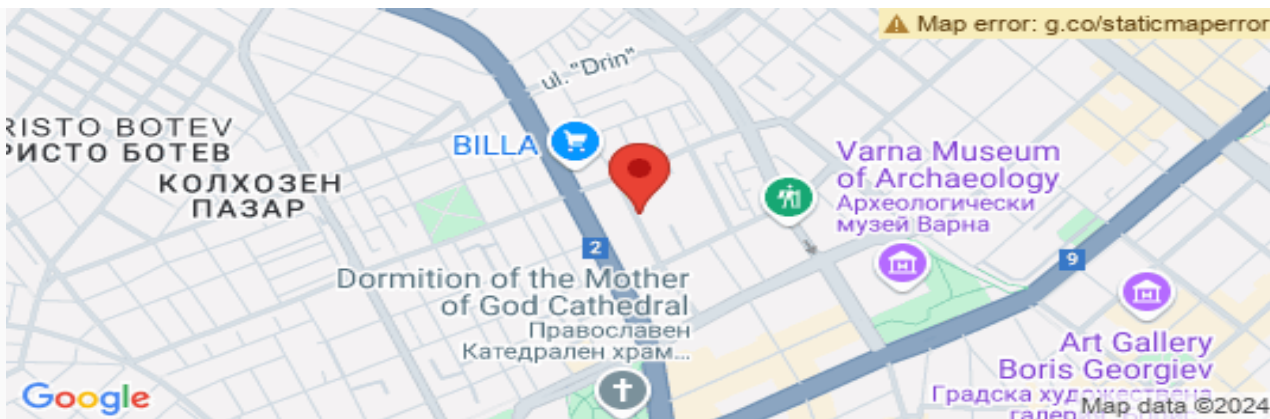 Map error: g.co/staticmaperror
ul. "Drin"
RISTO BOTEV
РИСТО БОТЕВ
BILLA
КОЛХОЗЕН
ПАЗАР
Varna Museum
of Archaeology
Археологически
музей Варна
2
9
Dormition of the Mother
of God Cathedral
Православен
Катедрален храм...
Art Gallery
Boris Georgiev
Градска художествена
Google
Map data ©2024